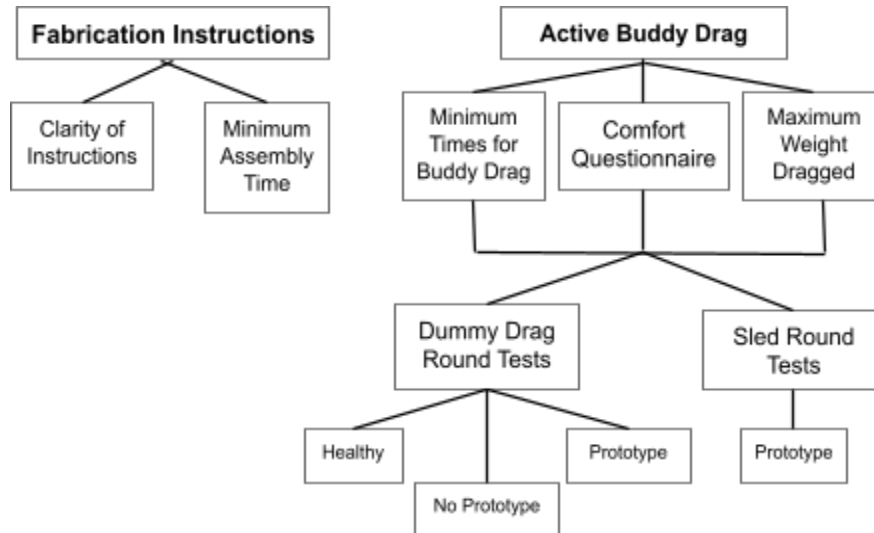 Fabrication Instructions
Active Buddy Drag
Clarity of
Instructions
Minimum
Assembly
Time
Minimum
Times for
Buddy Drag
Comfort
Questionnaire
Maximum
Weight
Dragged
Dummy Drag
Round Tests
Sled Round
Tests
Healthy
No Prototype
Prototype
Prototype